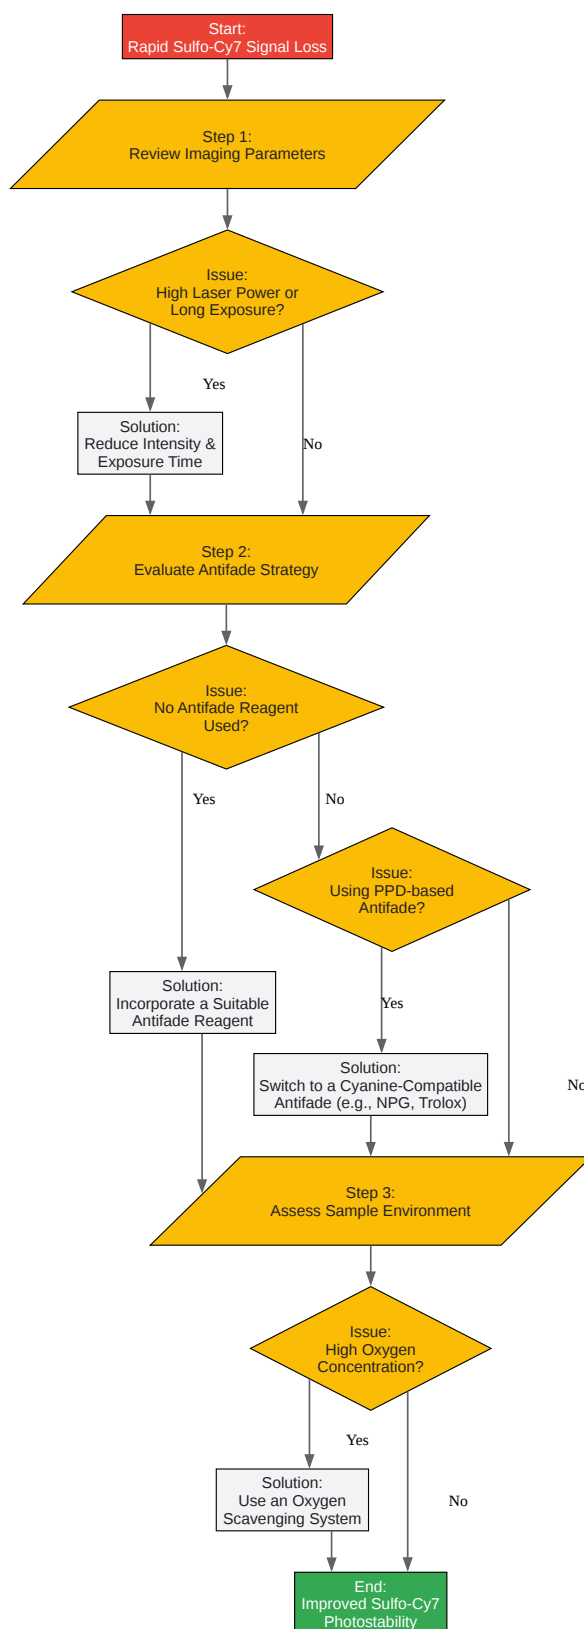 Start:
Rapid Sulfo-Cy7 Signal Loss
Step 1:
Review Imaging Parameters
Issue:
High Laser Power or
Long Exposure?
Yes
Solution:
Reduce Intensity &
Exposure Time
No
Step 2:
Evaluate Antifade Strategy
Issue:
No Antifade Reagent
Used?
Yes
No
Issue:
Using PPD-based
Antifade?
Solution:
Incorporate a Suitable
Antifade Reagent
Yes
Solution:
Switch to a Cyanine-Compatible
Antifade (e.g., NPG, Trolox)
No
Step 3:
Assess Sample Environment
Issue:
High Oxygen
Concentration?
Yes
Solution:
Use an Oxygen
Scavenging System
No
End:
Improved Sulfo-Cy7
Photostability